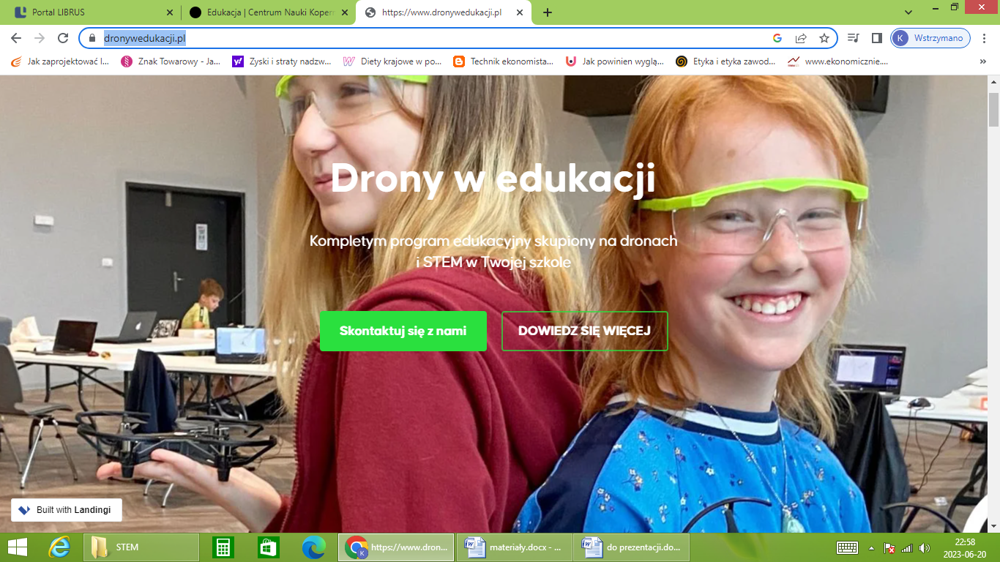 Portal LIBRUS
Edukacja | Centrum Nauki Kopern
https://www.dronywedukacji.pl
dronywedukacji.pl
K Wstrzymano
Jak zaprojektować l...
Znak Towarowy - Ja...
Zyski i straty nadzw...
Diety krajowe w po...
Technik ekonomista...
Jak powinien wyglą...
Etyka i etyka zawod...
www.ekonomicznie....
»
Drony w edukacji
Kompletym program edukacyjny skupiony na dronach
i STEM w Twojej szkole
Skontaktuj się z nami
DOWIEDZ SIĘ WIĘCEJ
Built with Landingi
STEM
https://www.dron...
materiały.docx - ...
do prezentacji.do...
22:58
2023-06-20